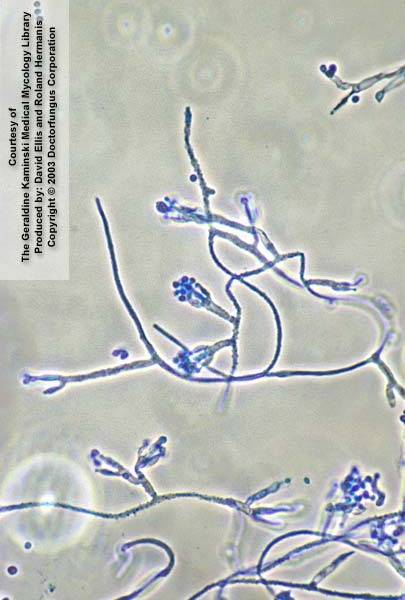 Courtesy of
The Geraldine Kaminski Medical Mycology Library
Produced by: David Ellis and Roland Hermanis
Copyright © 2003 Doctorfungus Corporation